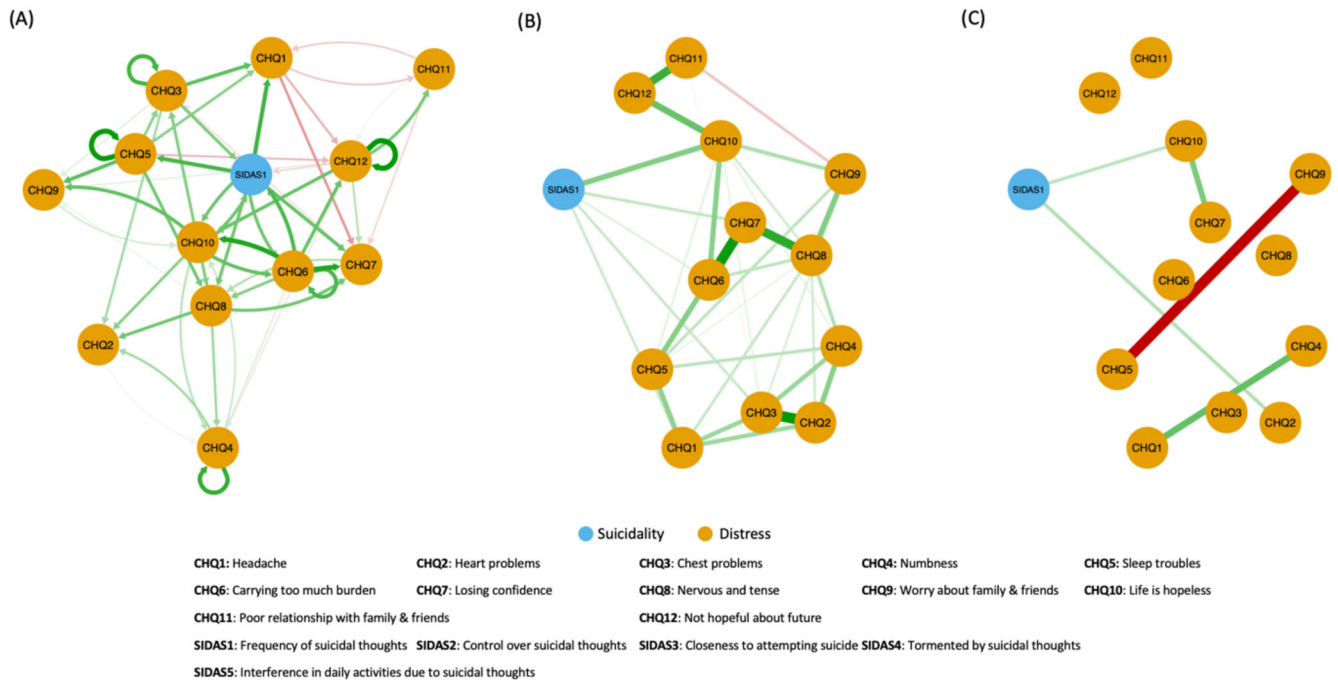 (A)
(B)
(C)
CHQ1
CHQ11
CHQ3
CHQ5
SIDAS1
CHQ12
CHQ9
CHQ10
CHQ6
CHQ7
CHQ8
CHQ2
CHQ4
CHQ11
CHQ12
CHQ10
SIDAS1
CHQ9
CHQ7
CHQ8
CHQ6
CHQ4
CHQ5
CHQ3
CHQ2
CHQ1
CHQ11
CHQ12
CHQ10
SIDAS1
CHQ9
CHQ7
CHQ8
CHQ6
CHQ4
CHQ5
CHQ3
CHQ2
CHQ1
Suicidality Distress
CHQ1: Headache CHQ2: Heart problems CHQ3: Chest problems CHQ4: Numbness CHQ5: Sleep troubles
CHQ6: Carrying too much burden CHQ7: Losing confidence CHQ8: Nervous and tense CHQ9: Worry about family & friends CHQ10: Life is hopeless
CHQ11: Poor relationship with family & friends CHQ12: Not hopeful about future
SIDAS1: Frequency of suicidal thoughts SIDAS2: Control over suicidal thoughts SIDAS3: Closeness to attempting suicide SIDAS4: Tormented by suicidal thoughts
SIDAS5: Interference in daily activities due to suicidal thoughts